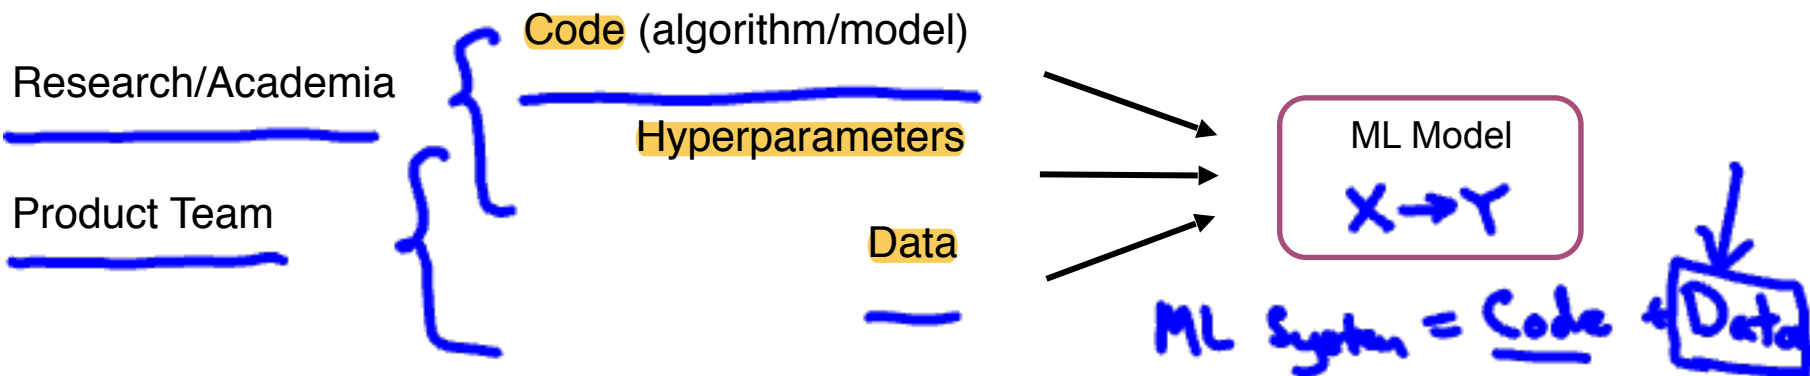 Code (algorithm/model)
Research/Academia
Hyperparameters
ML Model
X→Y
Product Team
Data
ML System = Code + Data